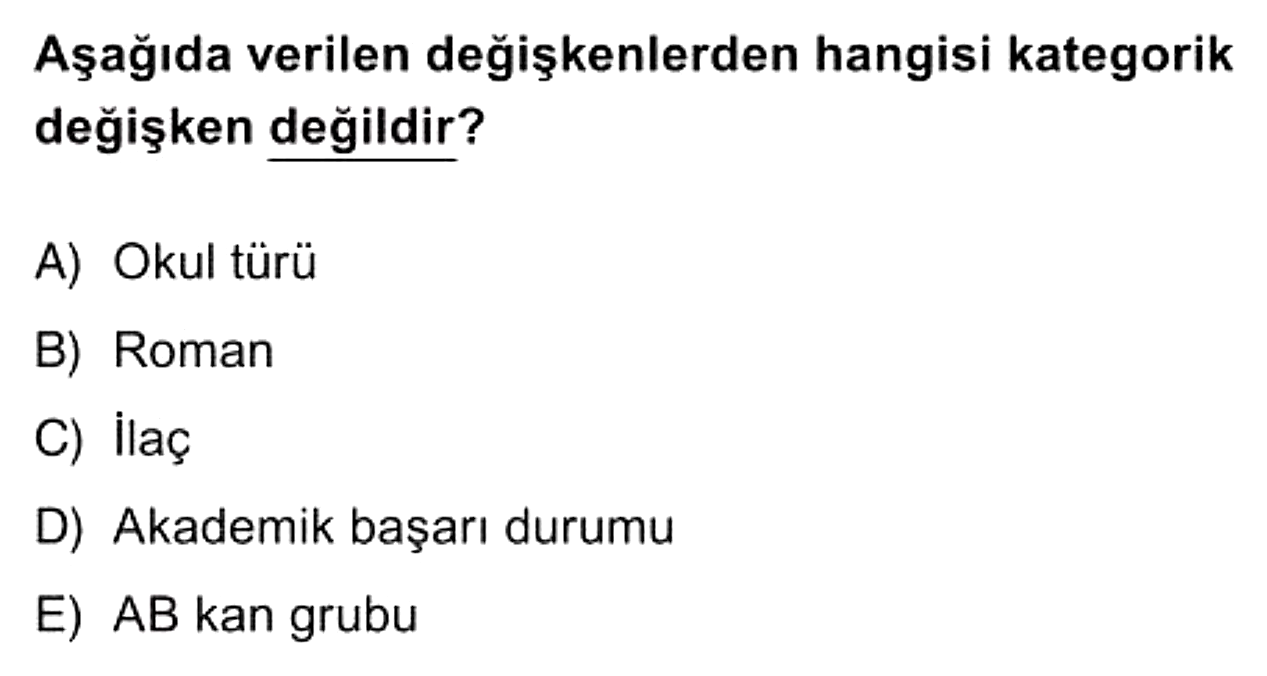 Aşağıda verilen değişkenlerden hangisi kategorik
değişken değildir?
A) Okul türü
B) Roman
C) İlaç
D) Akademik başarı durumu
E) AB kan grubu